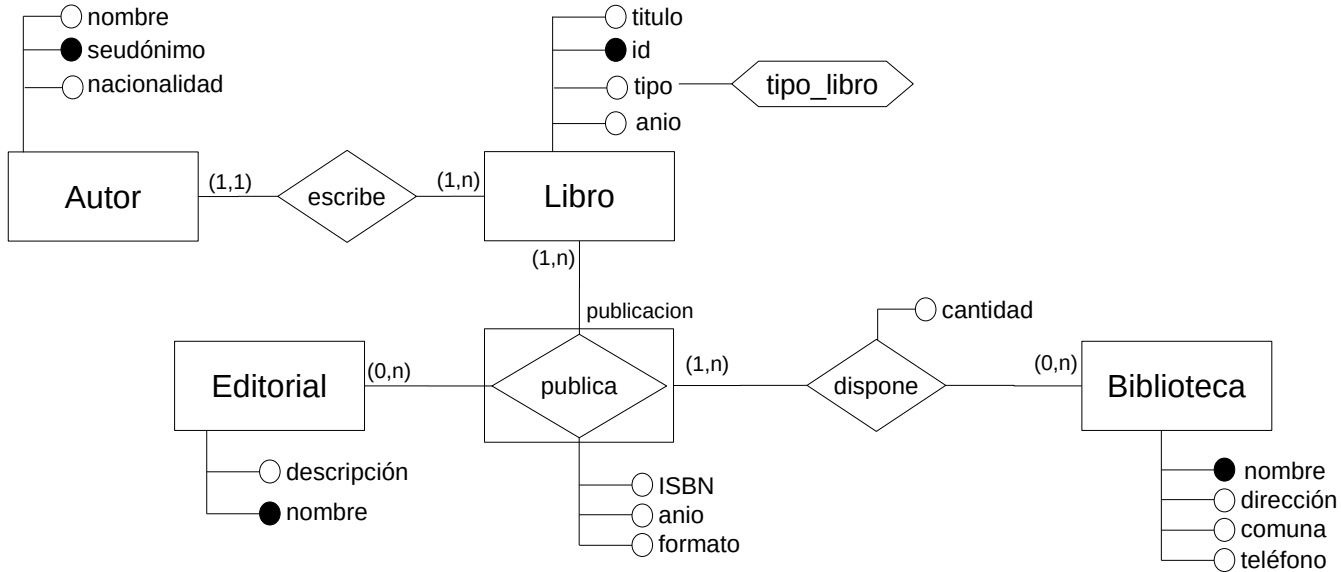 nombre
seudónimo
nacionalidad
titulo
id
tipo
tipo_libro
anio
Autor
(1,1)
escribe
(1,n)
Libro
(1,n)
publicacion
cantidad
Editorial
(0,n)
publica
(1,n)
dispone
(0,n)
Biblioteca
descripción
nombre
ISBN
anio
formato
nombre
dirección
comuna
teléfono